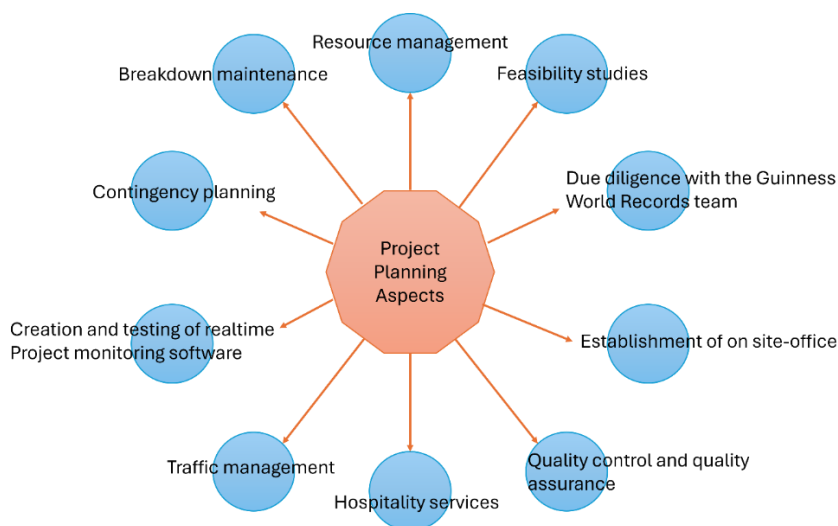 Resource management
Breakdown maintenance
Feasibility studies
Contingency planning
Due diligence with the Guinness
World Records team
Project
Planning
Aspects
Creation and testing of realtime
Project monitoring software
Establishment of on site-office
Traffic management
Quality control and quality
assurance
Hospitality services